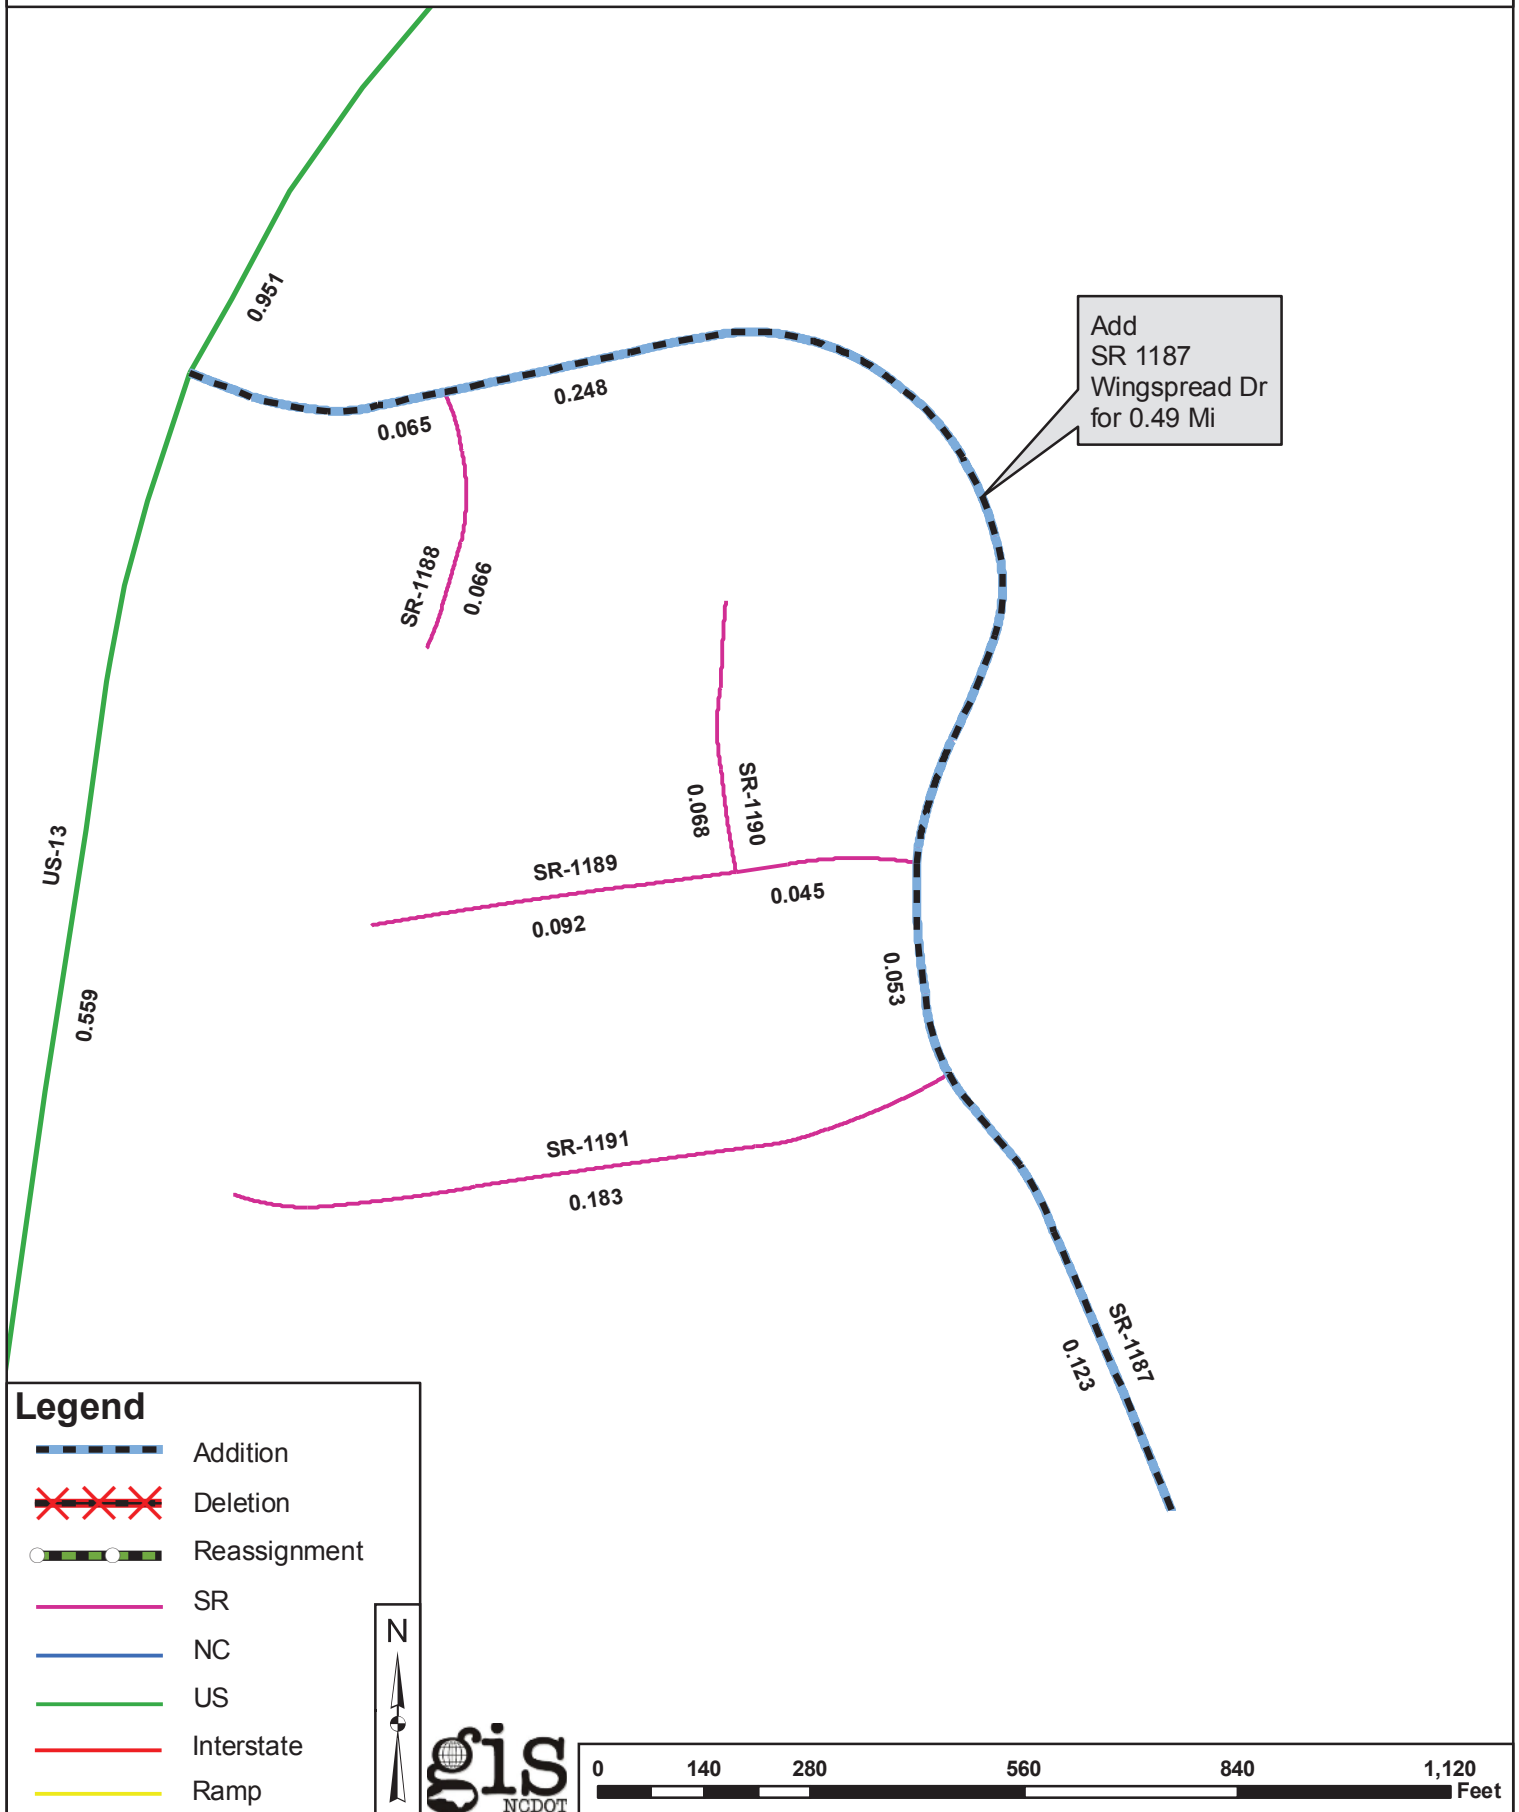 0.951
Add
SR 1187
Wingspread Dr
for 0.49 Mi
0.248
0.065
SR-1188
0.066
SR-1190
0.068
US-13
SR-1189
0.045
0.092
0.053
0.559
SR-1191
0.183
SR-1187
0.123
Legend
Addition
Deletion
Reassignment
SR
NC
US
Interstate
Ramp
N
gis
NCDOT
0 140 280 560 840 1,120
Feet